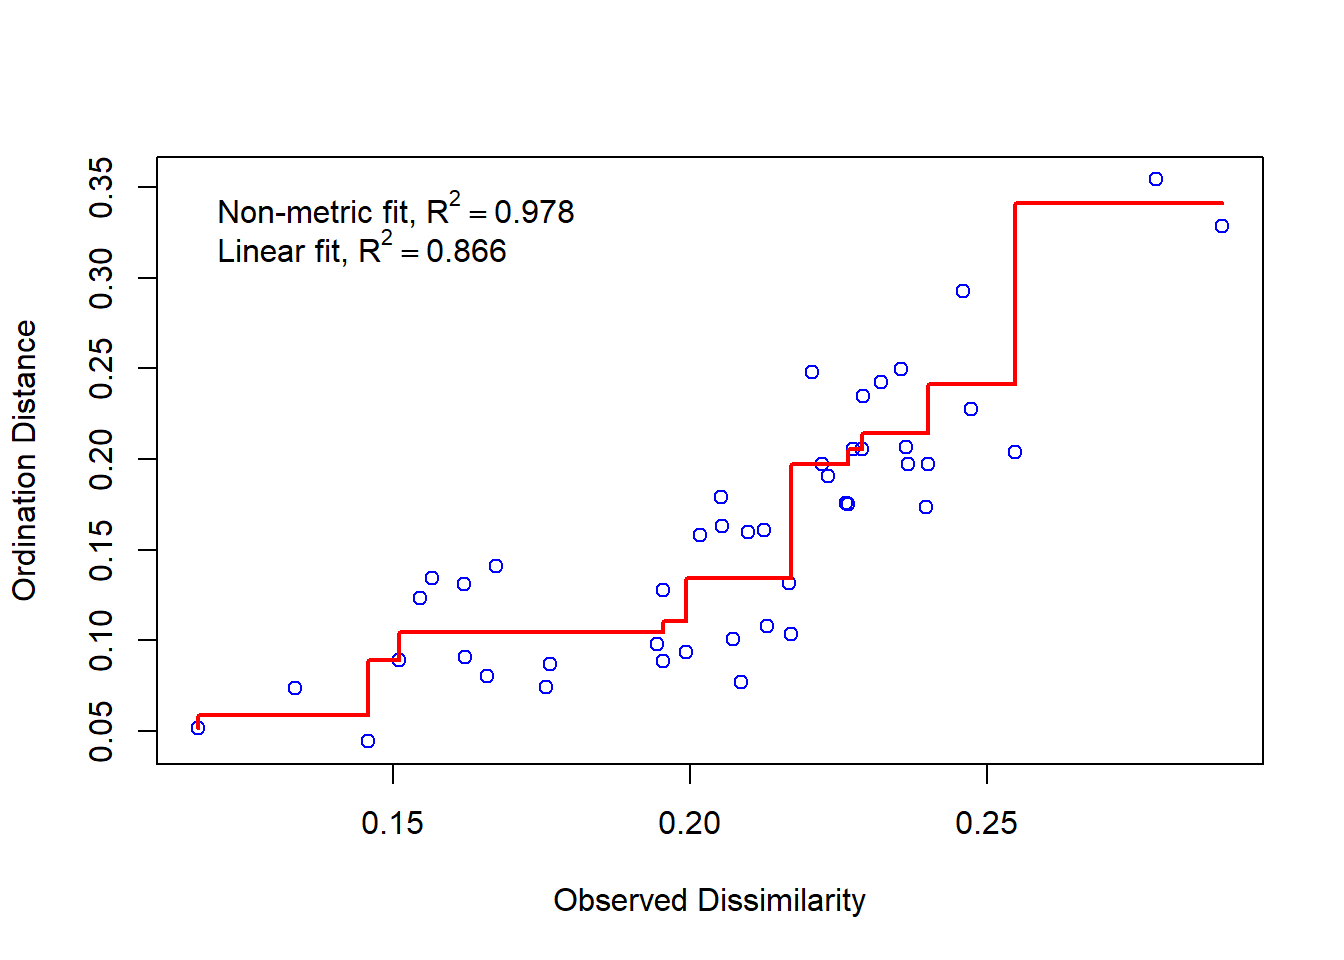 Non-metric fit, R² = 0.978
Linear fit, R² = 0.866
Ordination Distance
0.35
0.30
0.25
0.20
0.15
0.10
0.05
0.15 0.20 0.25
Observed Dissimilarity